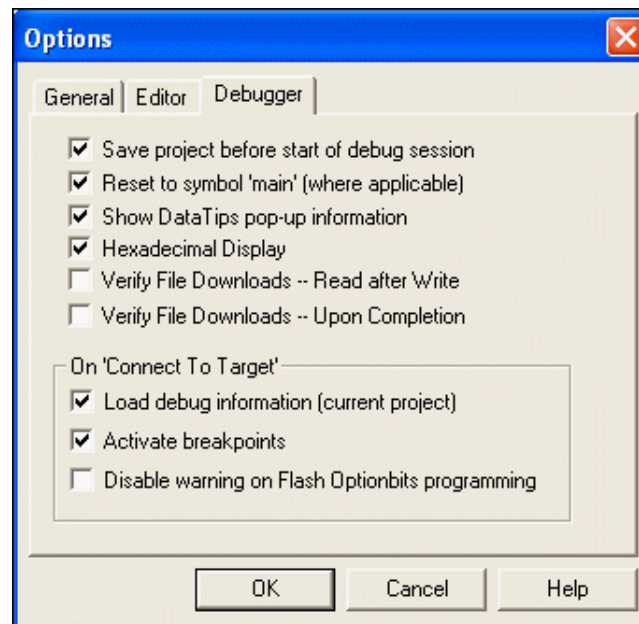 Options
General Editor Debugger
Save project before start of debug session
Reset to symbol 'main' (where applicable)
Show DataTips pop-up information
Hexadecimal Display
Verify File Downloads -- Read after Write
Verify File Downloads -- Upon Completion
On 'Connect To Target'
Load debug information (current project)
Activate breakpoints
Disable warning on Flash Optionbits programming
OK Cancel Help